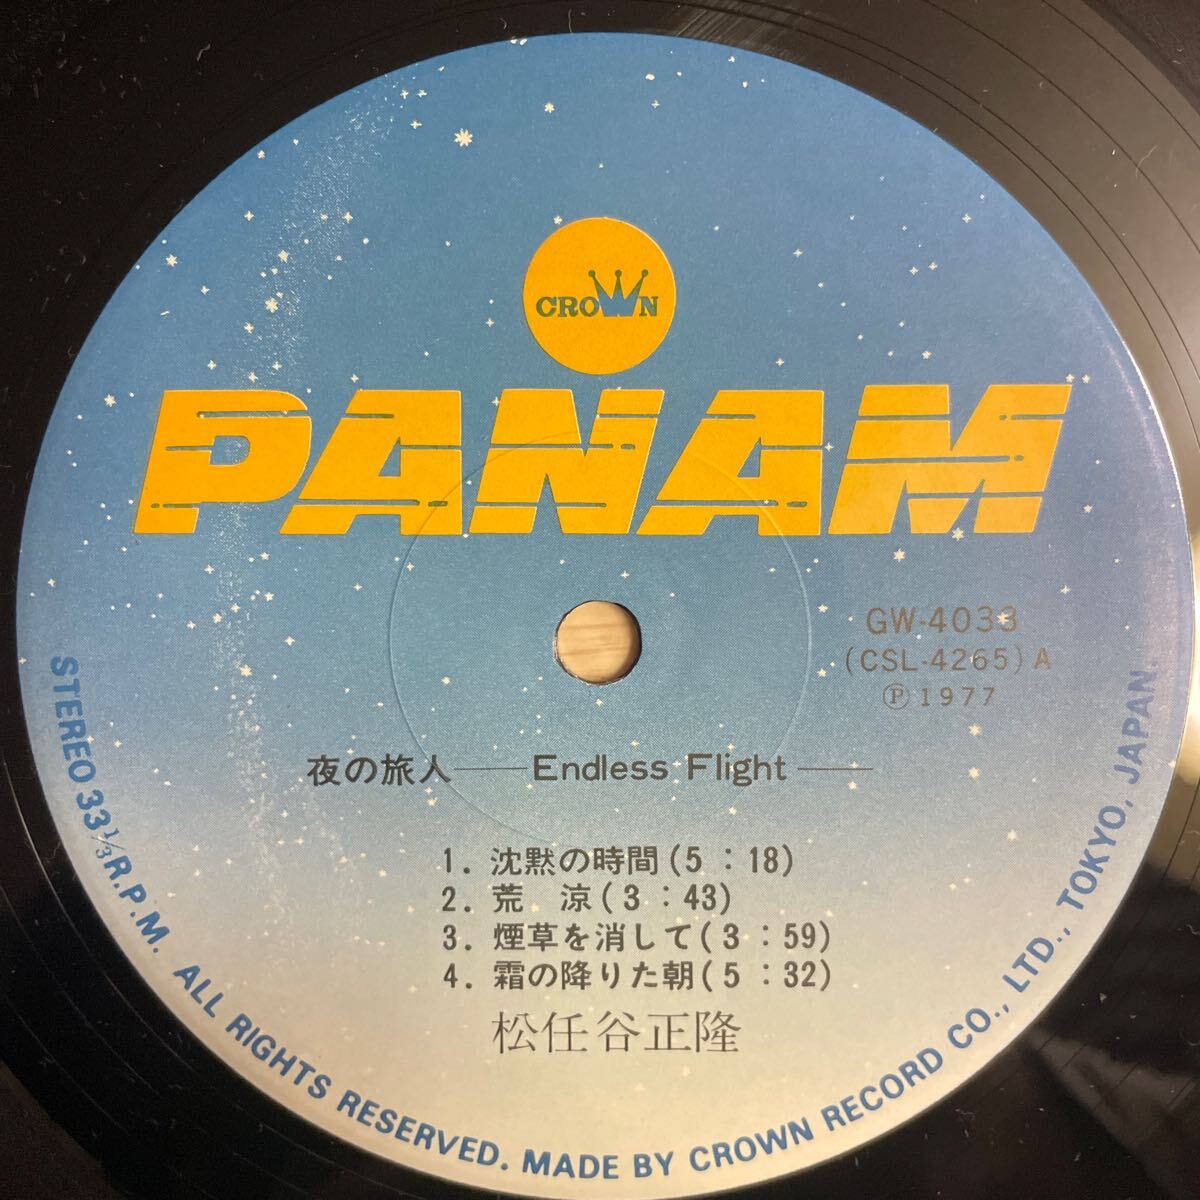 CROWN
PANAM
GW-4033
(CSL-4265) A
Ⓟ 1977
夜の旅人——Endless Flight——
1. 沈黙の時間(5:18)
2. 荒 涼(3:43)
3. 煙草を消して(3:59)
4. 霜の降りた朝(5:32)
松任谷正隆
STEREO 33 1/3 R.P.M. ALL RIGHTS RESERVED. MADE BY CROWN RECORD CO., LTD., TOKYO, JAPAN.